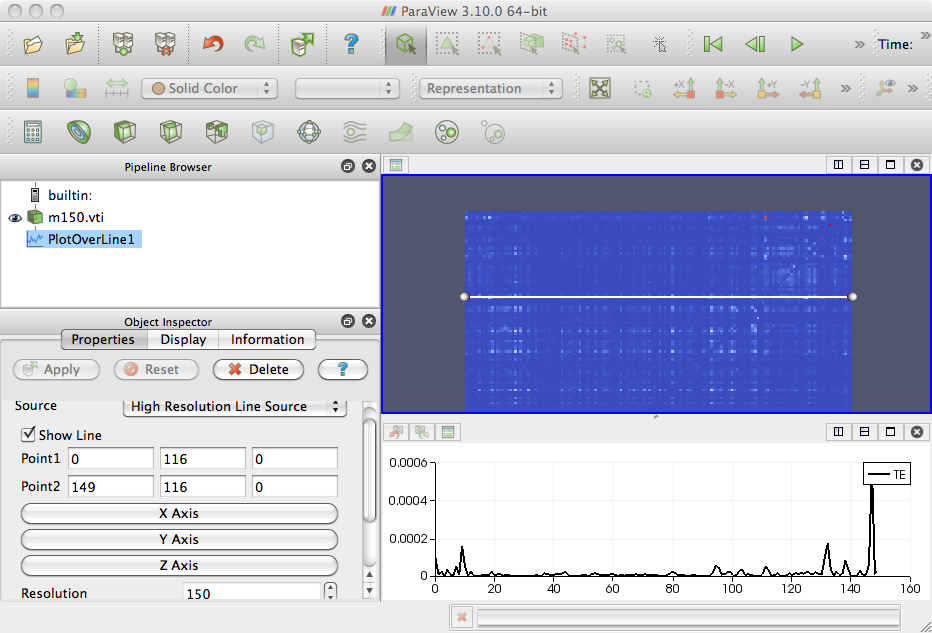 ParaView 3.10.0 64-bit
? » Time: »
Solid Color Representation +X -X +Y -Y » »
Pipeline Browser
builtin:
m150.vti
PlotOverLine1
Object Inspector
Properties Display Information
Apply Reset Delete ?
Source High Resolution Line Source
Show Line
Point1 0 116 0
Point2 149 116 0
X Axis
Y Axis
Z Axis
Resolution 150
0.0006
0.0004
0.0002
0
TE
0 20 40 60 80 100 120 140 160